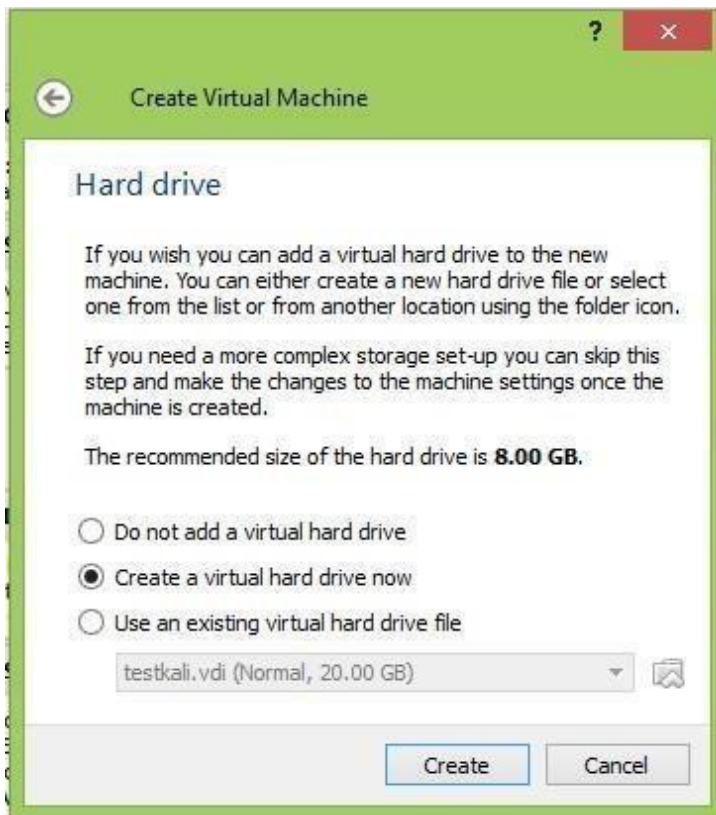 ?
Create Virtual Machine
Hard drive
If you wish you can add a virtual hard drive to the new
machine. You can either create a new hard drive file or select
one from the list or from another location using the folder icon.
If you need a more complex storage set-up you can skip this
step and make the changes to the machine settings once the
machine is created.
The recommended size of the hard drive is 8.00 GB.
Do not add a virtual hard drive
Create a virtual hard drive now
Use an existing virtual hard drive file
testkali.vdi (Normal, 20.00 GB)
Create Cancel